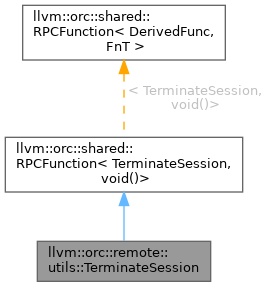 llvm::orc::shared::
RPCFunction< DerivedFunc,
FnT >
< TerminateSession,
void()>
llvm::orc::shared::
RPCFunction< TerminateSession,
void()>
llvm::orc::remote::
utils::TerminateSession